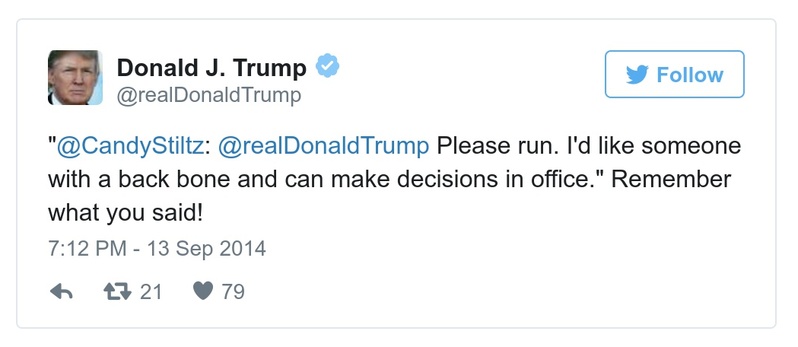 Donald J. Trump
@realDonaldTrump
Follow
"@CandyStiltz: @realDonaldTrump Please run. I'd like someone
with a back bone and can make decisions in office." Remember
what you said!
7:12 PM - 13 Sep 2014
21 79